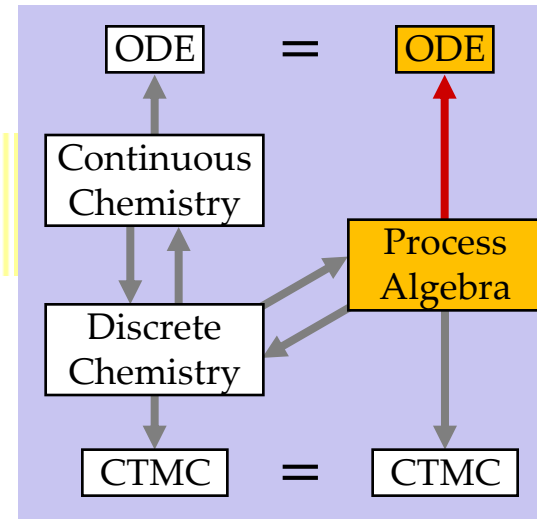 ODE = ODE
Continuous
Chemistry
Process
Algebra
Discrete
Chemistry
CTMC = CTMC